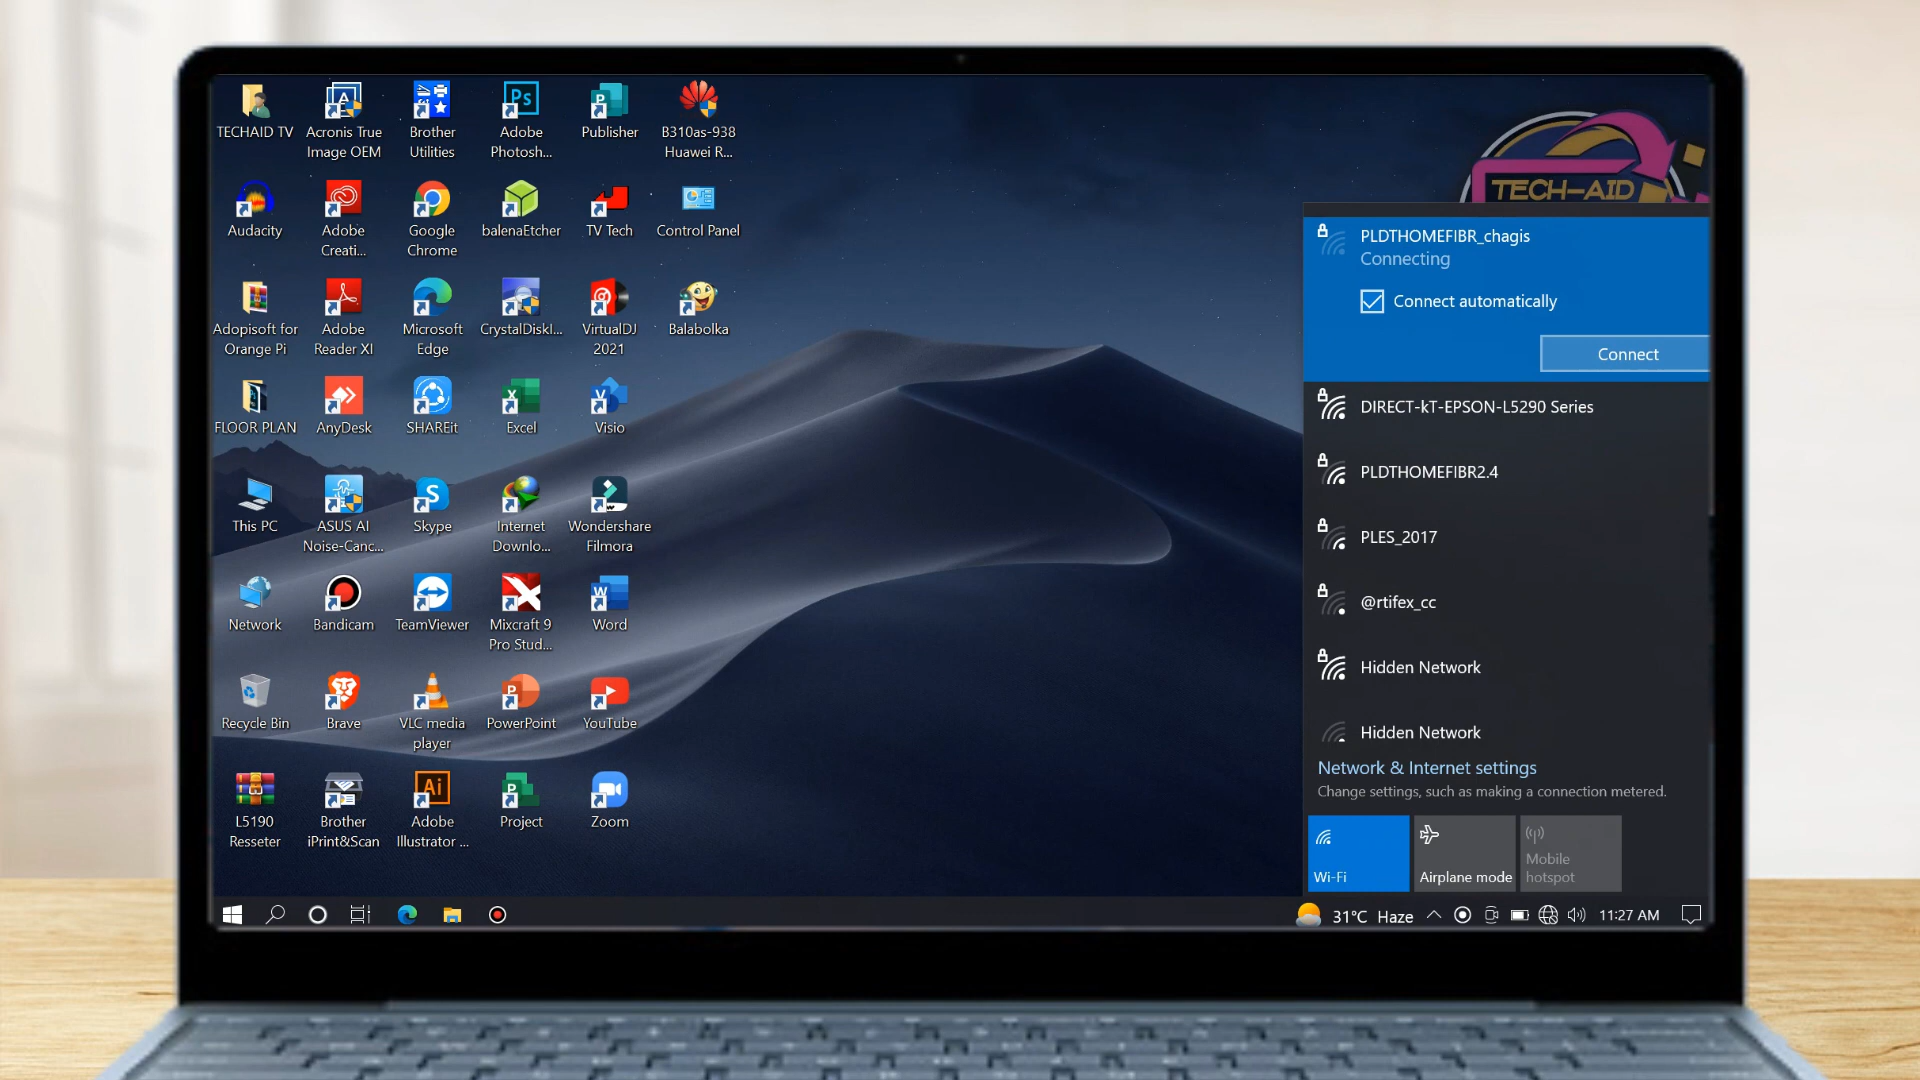 TECHAID TV
Acronis True
Image OEM
Brother
Utilities
Ps
Adobe
Photosh...
Publisher
B310as-938
Huawei R...
Audacity
Adobe
Creati...
Google
Chrome
balenaEtcher
TV Tech
Control Panel
Adopisoft for
Orange Pi
Adobe
Reader XI
Microsoft
Edge
CrystalDiskI...
VirtualDJ
2021
Balabolka
FLOOR PLAN
AnyDesk
SHAREit
Excel
Visio
This PC
ASUS AI
Noise-Canc...
Skype
Internet
Downlo...
Wondershare
Filmora
Network
Bandicam
TeamViewer
Mixcraft 9
Pro Stud...
Word
Recycle Bin
Brave
VLC media
player
PowerPoint
YouTube
L5190
Resseter
Brother
iPrint&Scan
Ai
Adobe
Illustrator ...
Project
Zoom
TECH-AID
PLDTHOMEFIBR_chagis
Connecting
Connect automatically
Connect
DIRECT-kT-EPSON-L5290 Series
PLDTHOMEFIBR2.4
PLES_2017
@rtifex_cc
Hidden Network
Hidden Network
Network & Internet settings
Change settings, such as making a connection metered.
Wi-Fi
Airplane mode
Mobile
hotspot
31°C Haze
11:27 AM